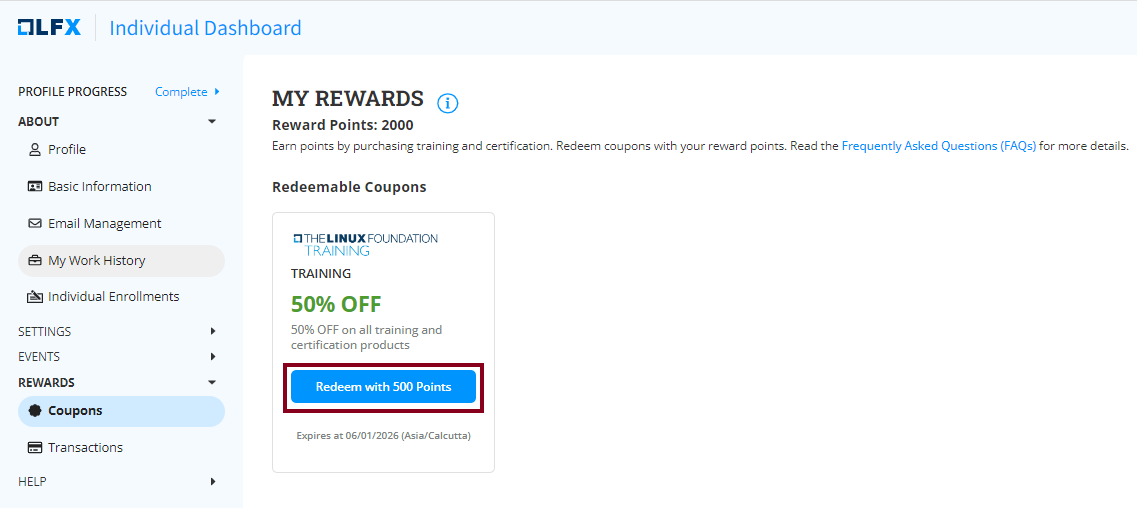 LFX Individual Dashboard
PROFILE PROGRESS Complete
ABOUT
Profile
Basic Information
Email Management
My Work History
Individual Enrollments
SETTINGS
EVENTS
REWARDS
Coupons
Transactions
HELP
MY REWARDS i
Reward Points: 2000
Earn points by purchasing training and certification. Redeem coupons with your reward points. Read the Frequently Asked Questions (FAQs) for more details.
Redeemable Coupons
THE LINUX FOUNDATION
TRAINING
TRAINING
50% OFF
50% OFF on all training and
certification products
Redeem with 500 Points
Expires at 06/01/2026 (Asia/Calcutta)